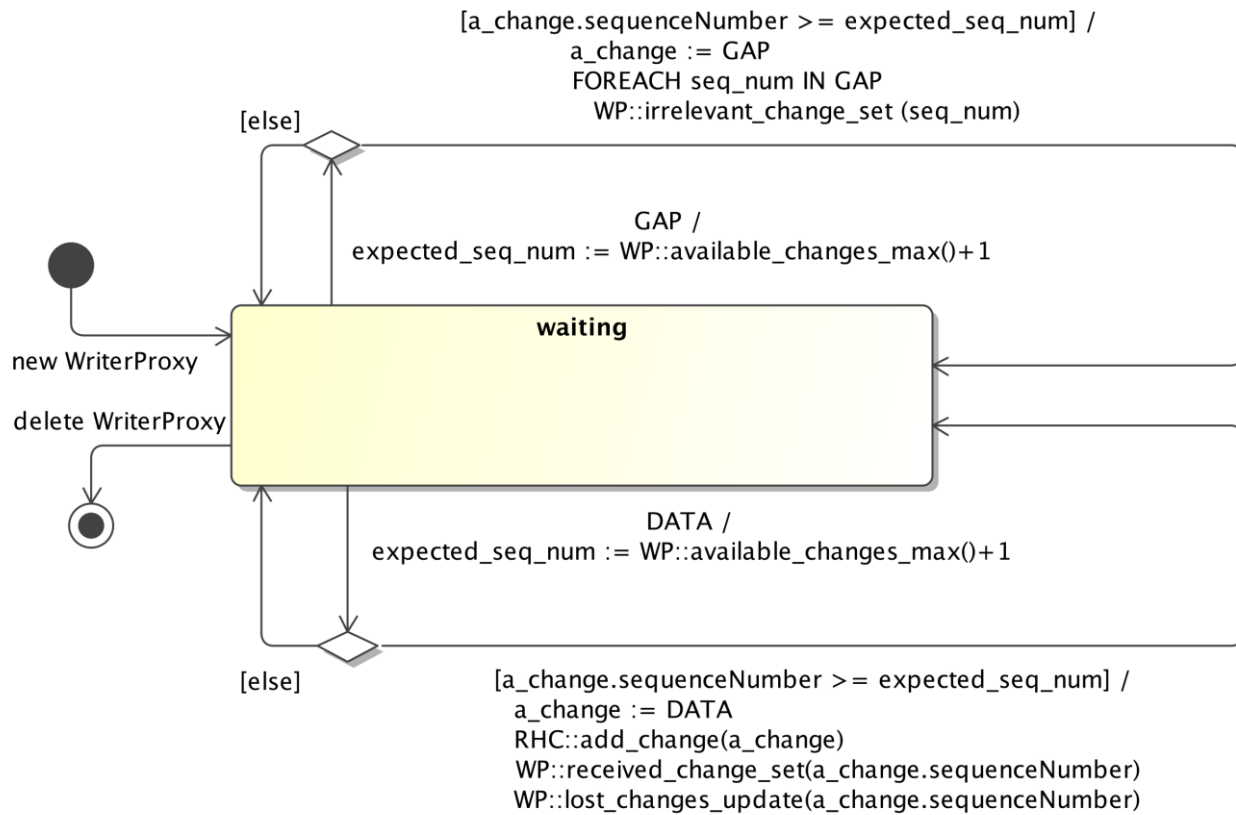 [a_change.sequenceNumber >= expected_seq_num] /
a_change := GAP
FOREACH seq_num IN GAP
WP::irrelevant_change_set (seq_num)
[else]
GAP /
expected_seq_num := WP::available_changes_max()+1
waiting
new WriterProxy
delete WriterProxy
DATA /
expected_seq_num := WP::available_changes_max()+1
[else]
[a_change.sequenceNumber >= expected_seq_num] /
a_change := DATA
RHC::add_change(a_change)
WP::received_change_set(a_change.sequenceNumber)
WP::lost_changes_update(a_change.sequenceNumber)